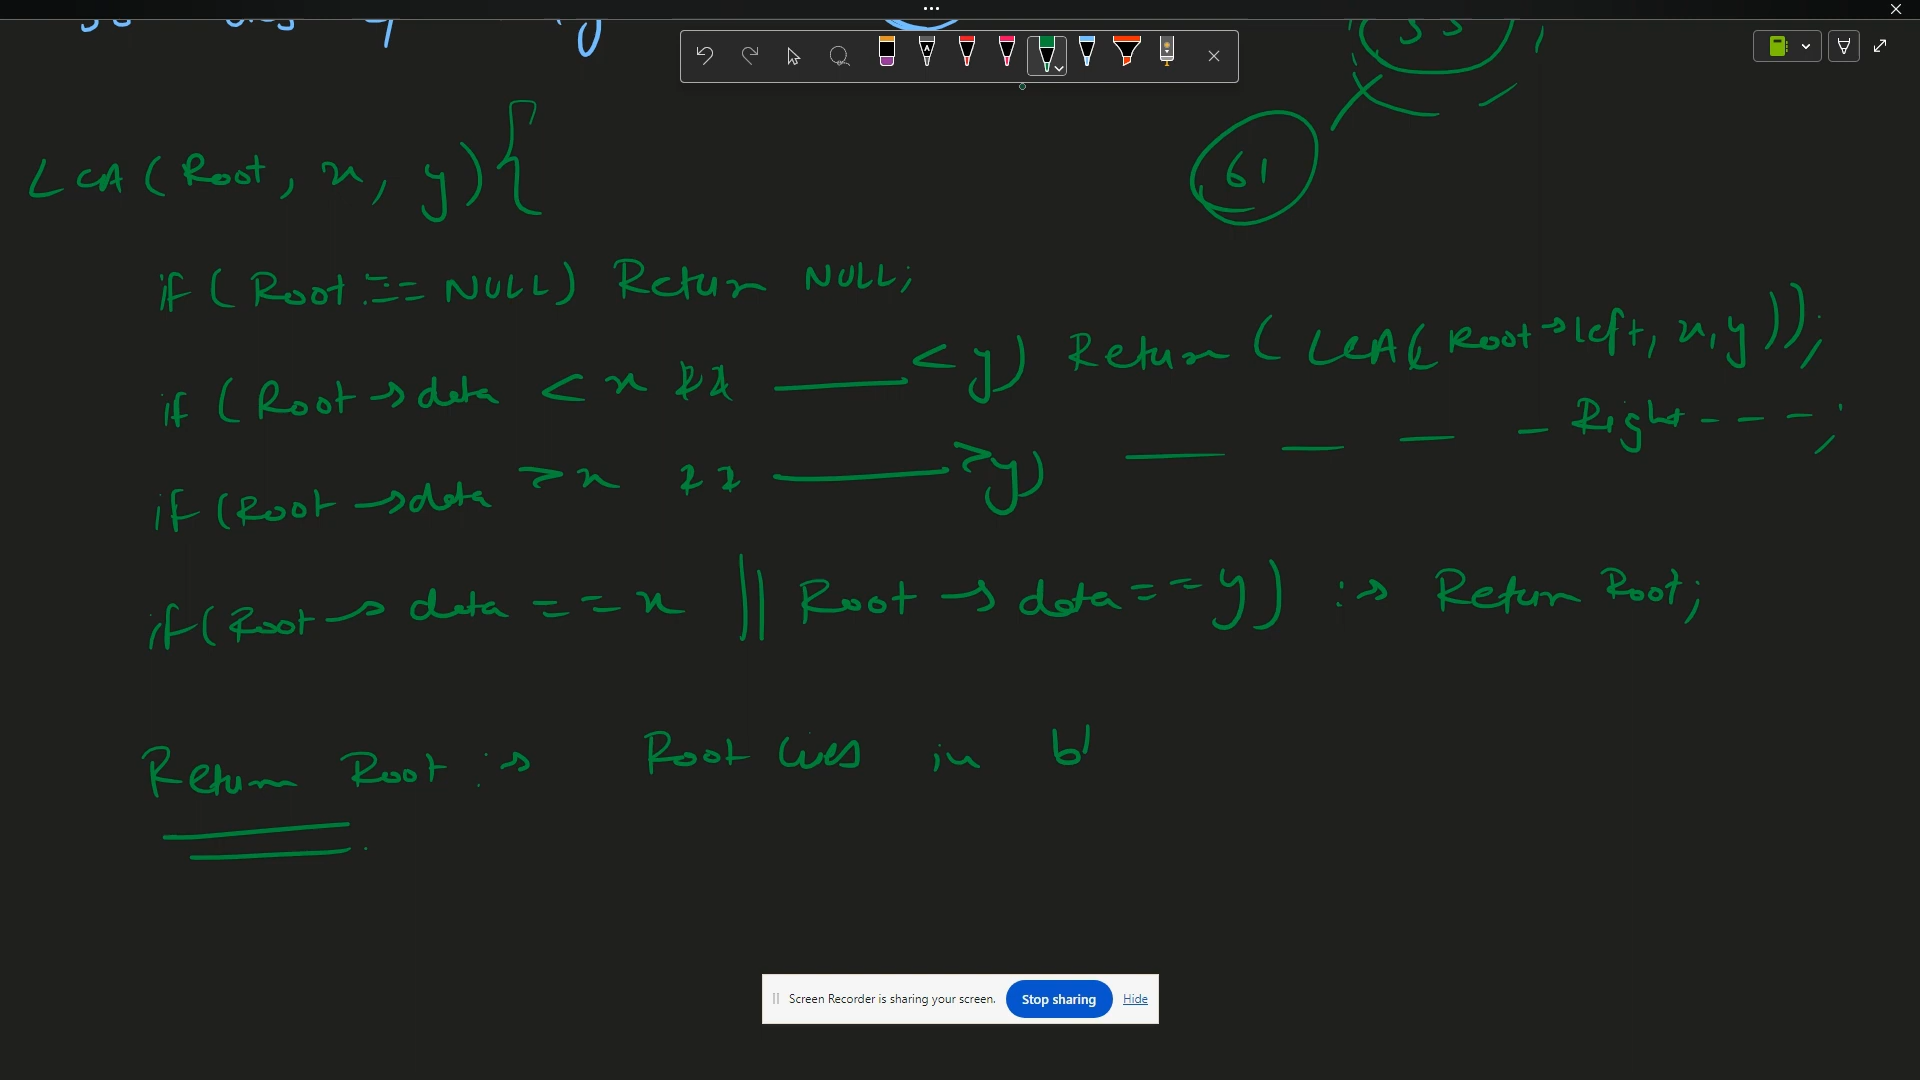 61
LCA (Root, x, y) {
if (Root == NULL) Return NULL;
if (Root → data < x && —— < y) Return (LCA( Root → left, x, y));
if (Root → data > x && —— > y) — — — - Right - - - ;
if (Root → data == x || Root → data == y) :→ Return Root;
Return Root :→ Root lies in b/
Screen Recorder is sharing your screen. Stop sharing Hide